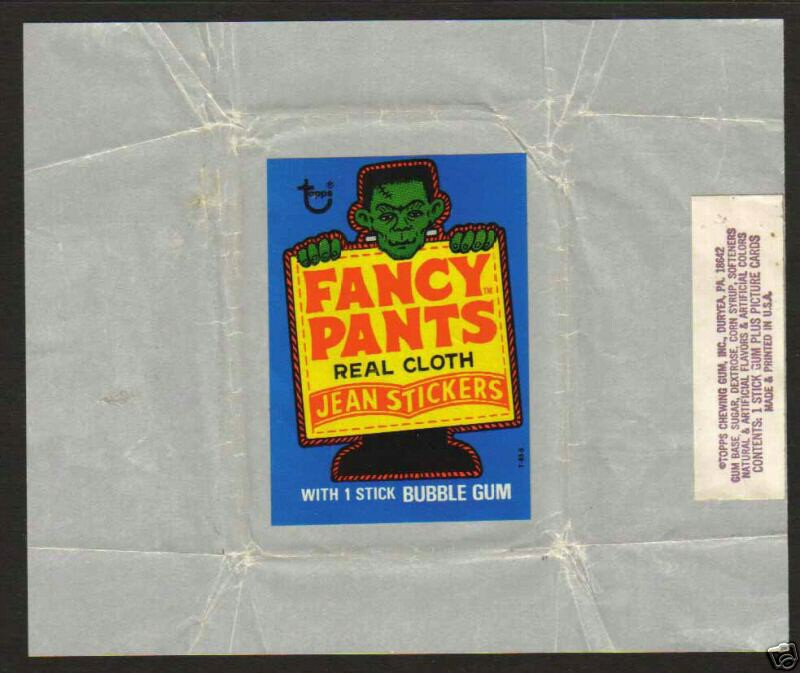 topps®
FANCY
PANTS™
REAL CLOTH
JEAN STICKERS
WITH 1 STICK BUBBLE GUM
©TOPPS CHEWING GUM, INC., DURYEA, PA. 18642
GUM BASE, SUGAR, DEXTROSE, CORN SYRUP, SOFTENERS
NATURAL & ARTIFICIAL FLAVORS & ARTIFICIAL COLORS
CONTENTS: 1 STICK GUM PLUS PICTURE CARDS
MADE & PRINTED IN U.S.A.